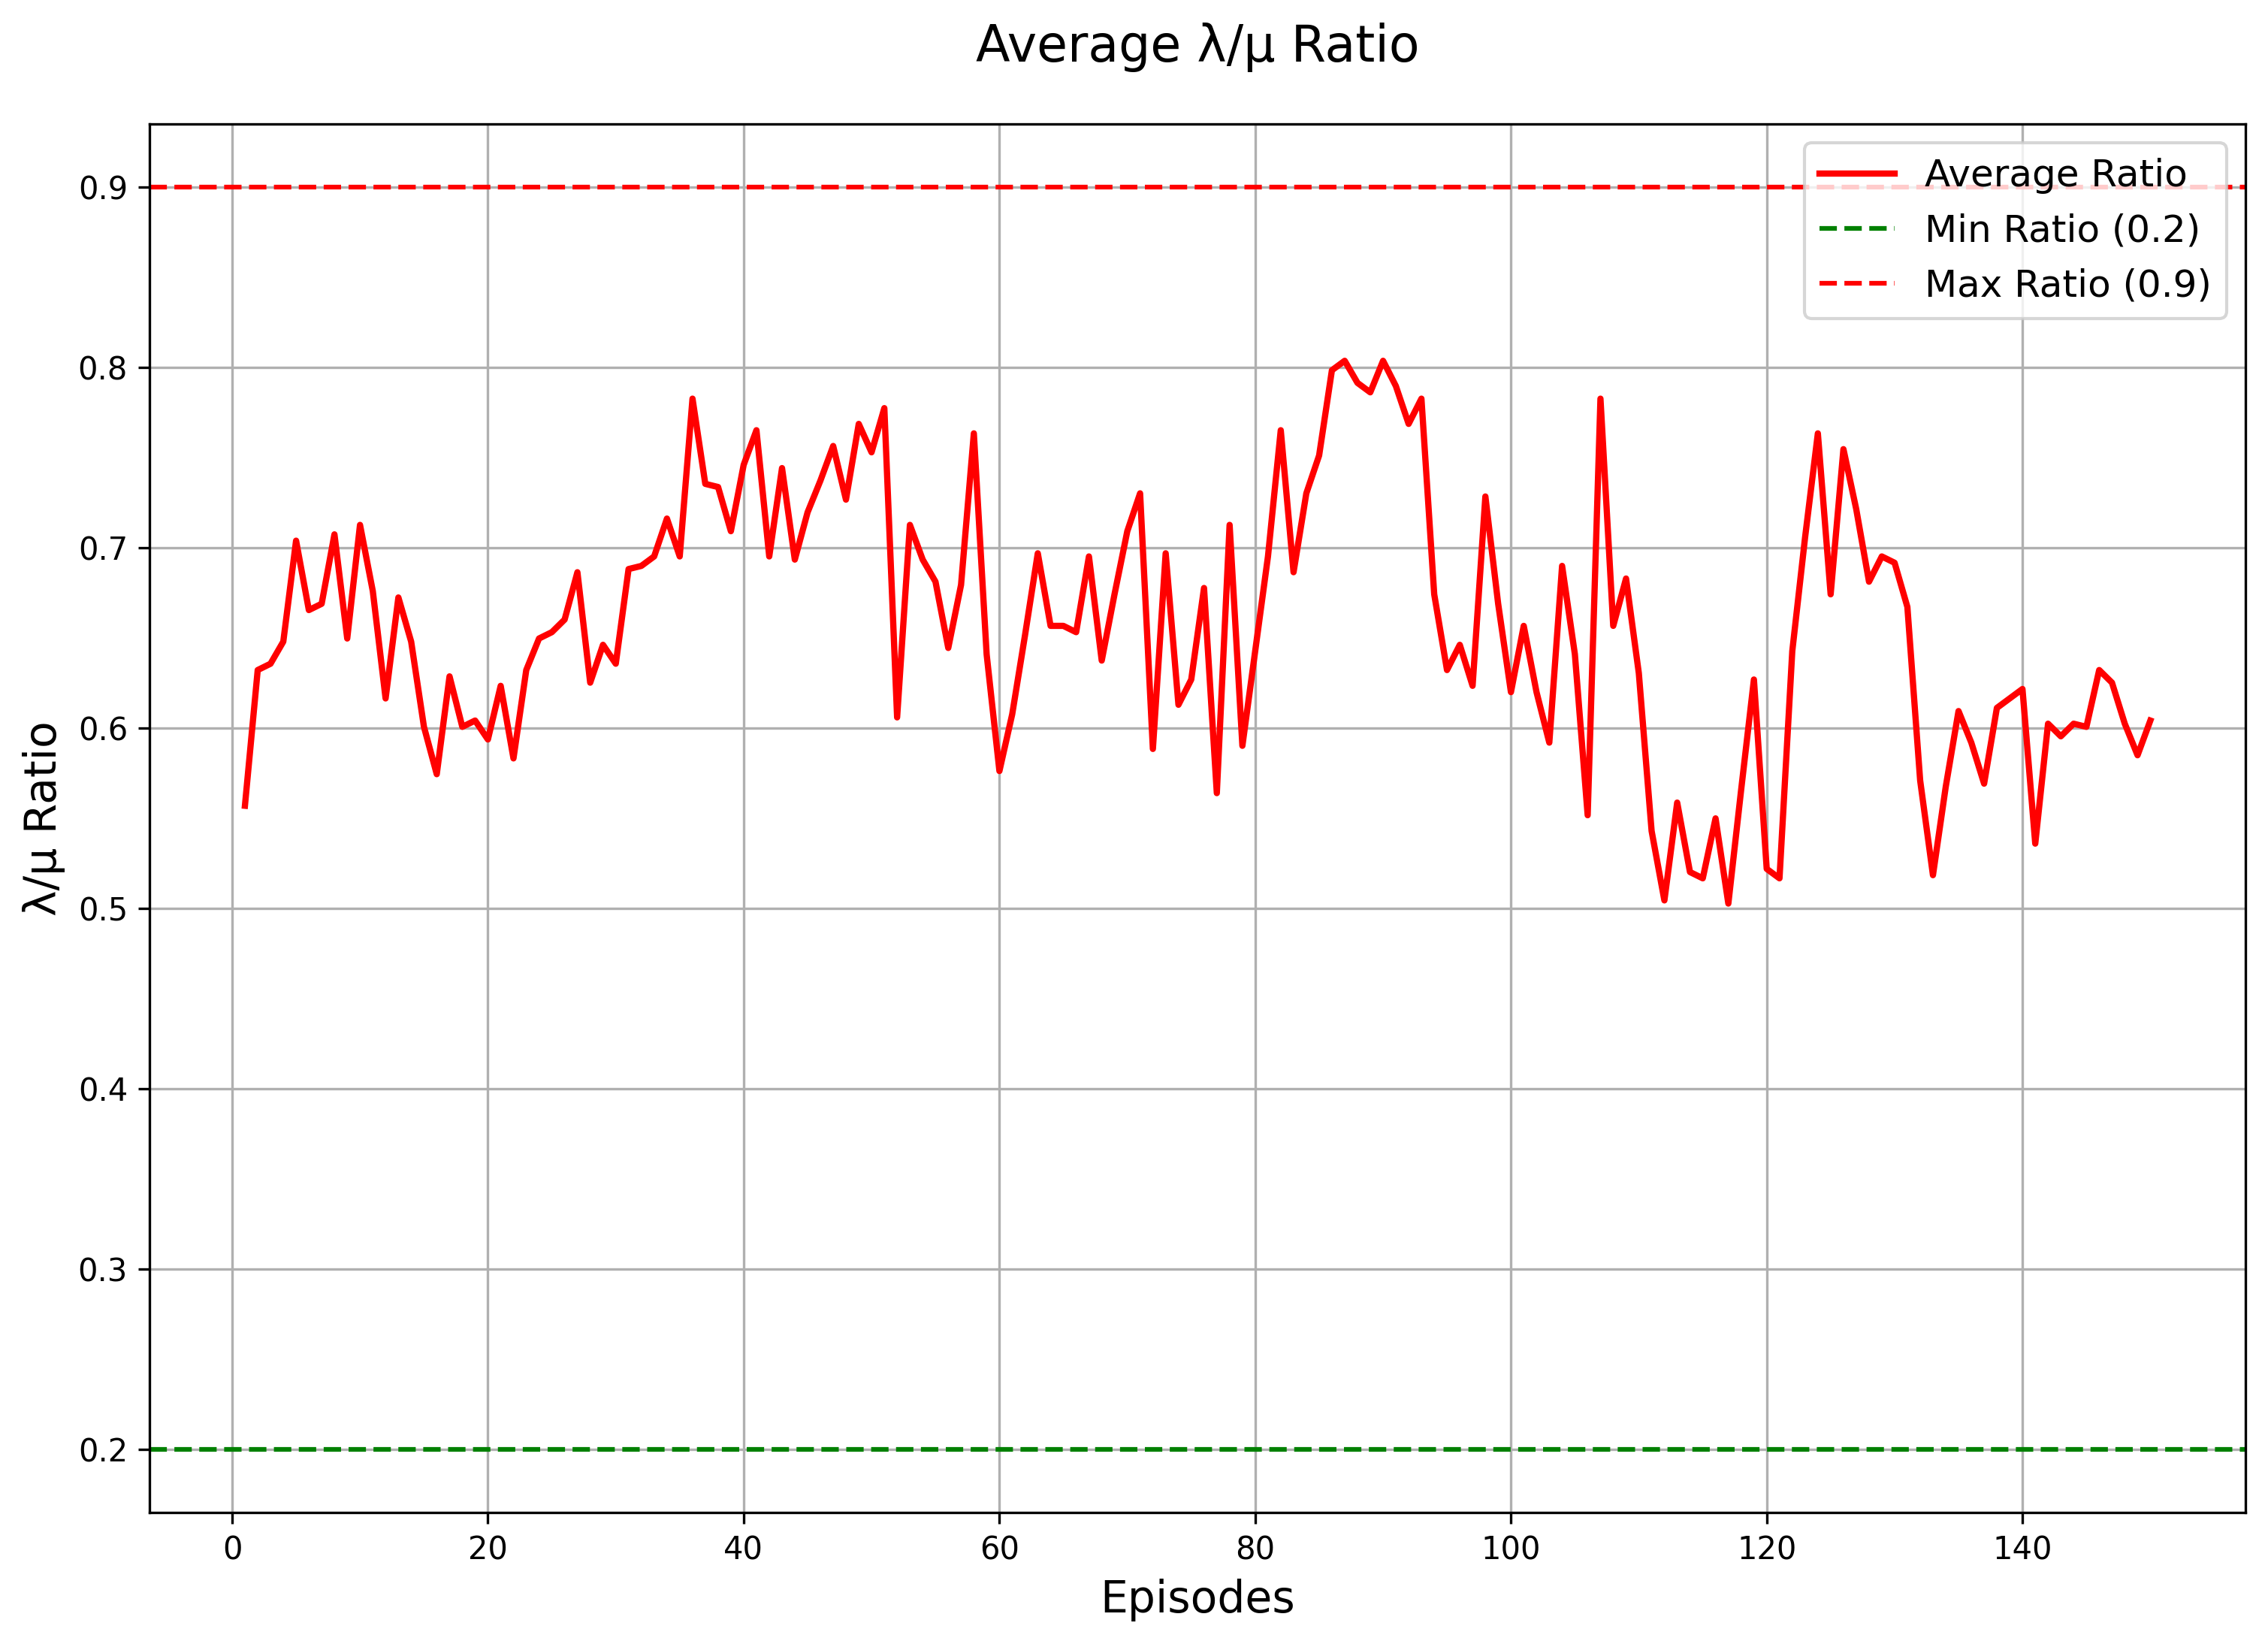 Average λ/μ Ratio
Average Ratio
Min Ratio (0.2)
Max Ratio (0.9)
λ/μ Ratio
0.9
0.8
0.7
0.6
0.5
0.4
0.3
0.2
0 20 40 60 80 100 120 140
Episodes